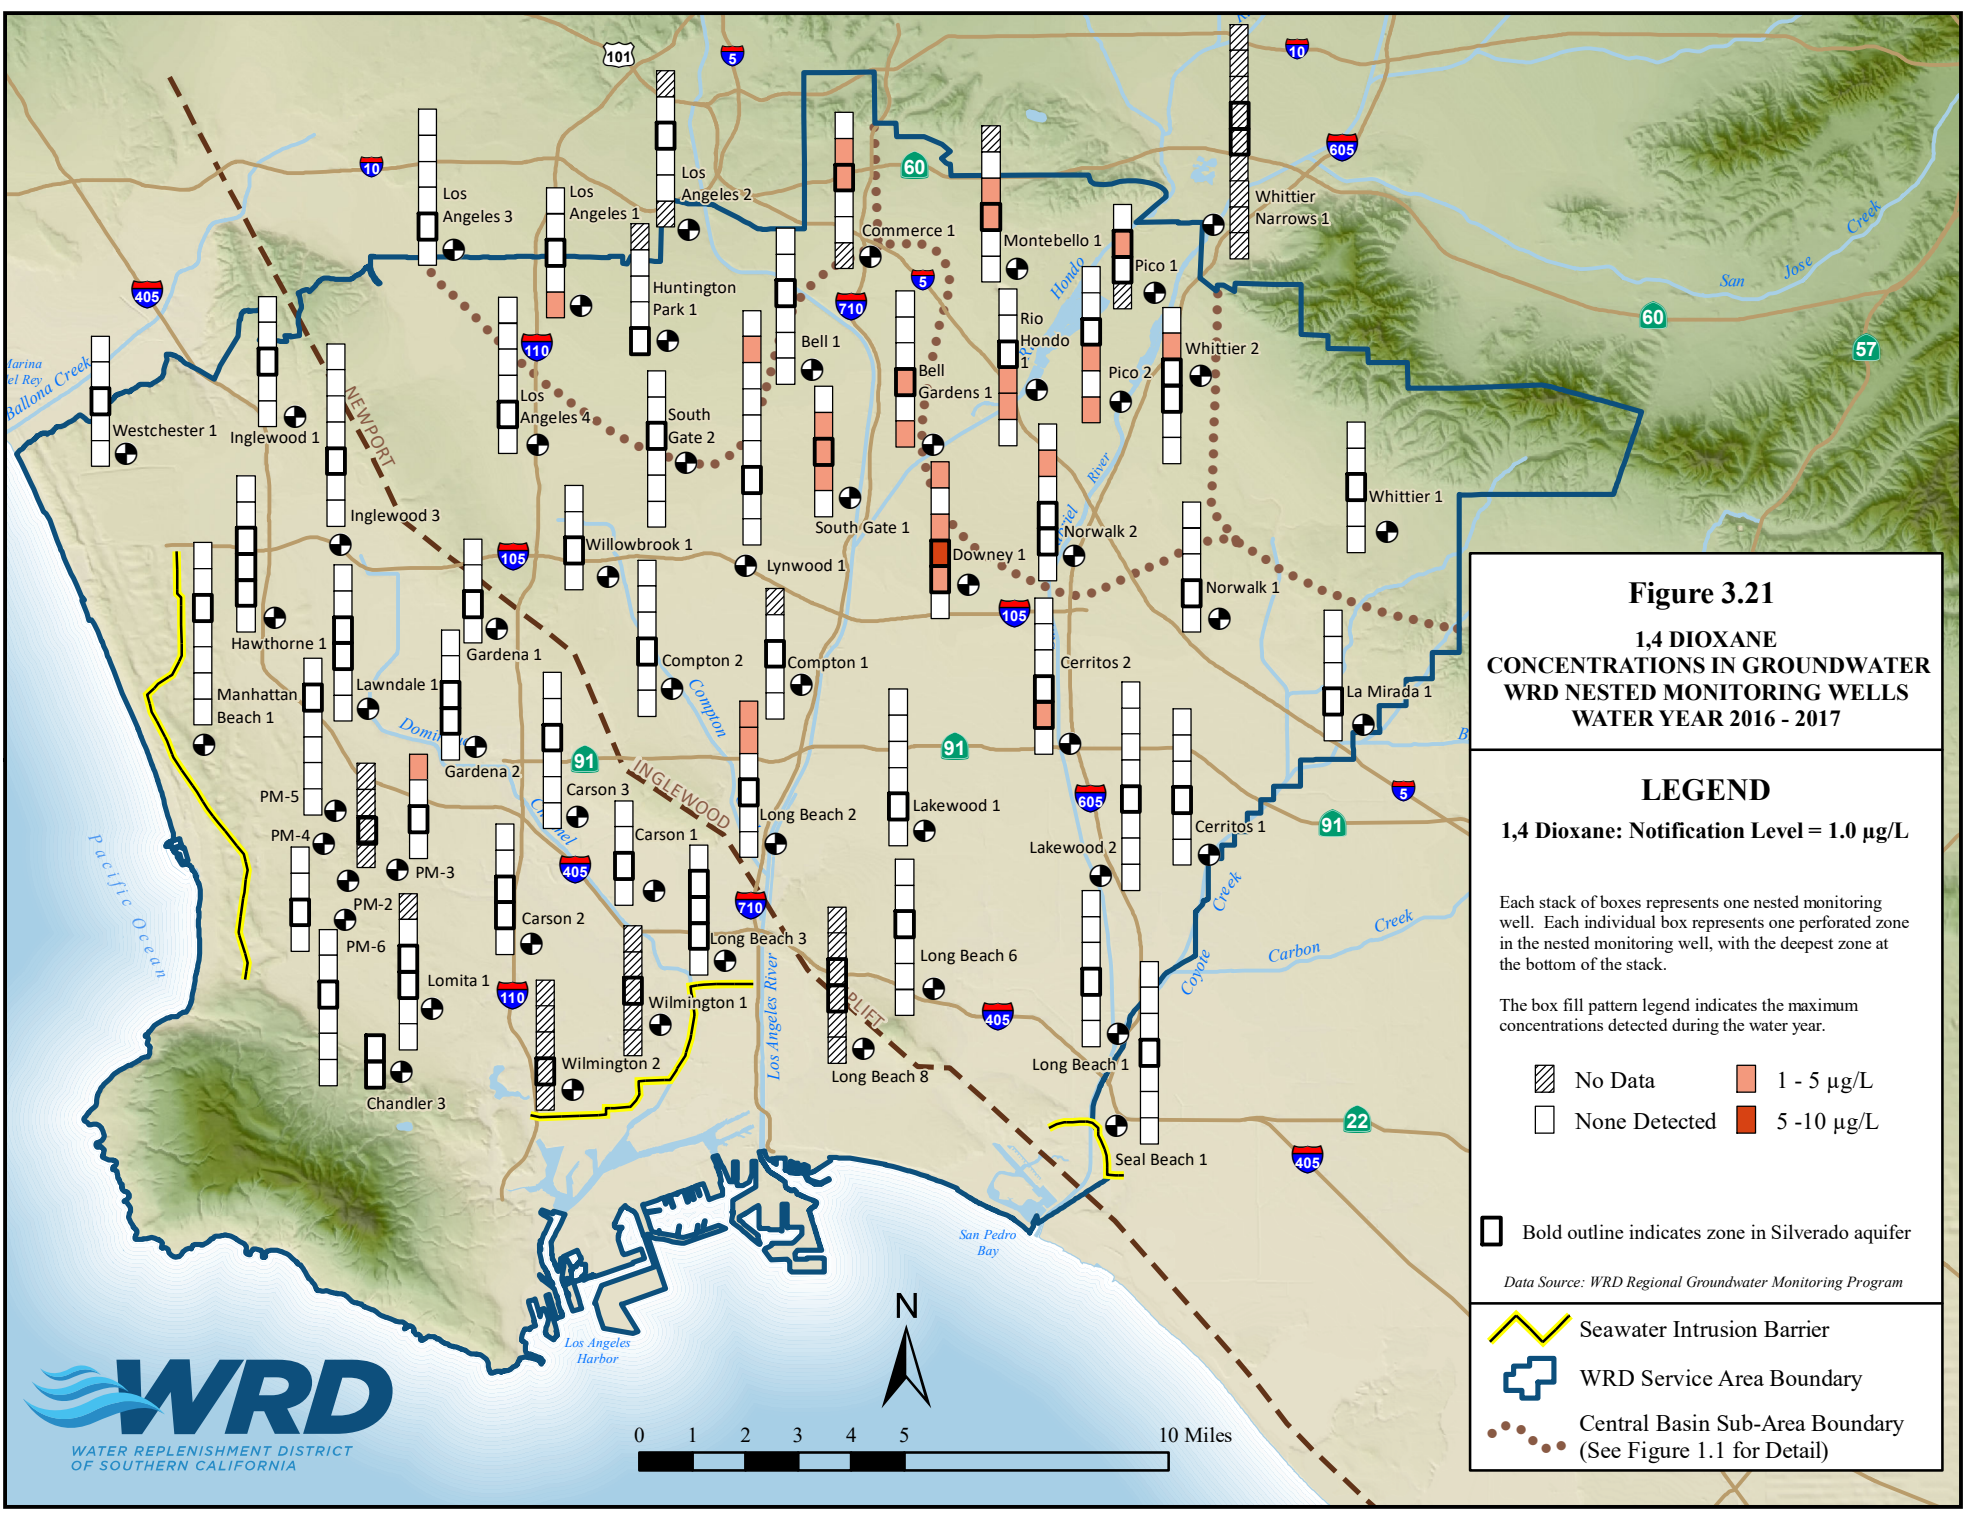 101
5
10
10
60
605
Los
Angeles 3
Los
Angeles 1
Los
Angeles 2
Commerce 1
Montebello 1
Whittier
Narrows 1
Pico 1
Creek
Jose
San
405
5
710
Huntington
Park 1
Hondo
Rio
Hondo
1
60
57
Ballona Creek
110
Bell 1
Bell
Gardens 1
Pico 2
Whittier 2
Westchester 1
Inglewood 1
NEWPORT
Los
Angeles 4
South
Gate 2
River
Whittier 1
Inglewood 3
South Gate 1
Norwalk 2
Willowbrook 1
105
Lynwood 1
Downey 1
105
Norwalk 1
Hawthorne 1
Gardena 1
Compton 2
Compton 1
Cerritos 2
Manhattan
Beach 1
Lawndale 1
La Mirada 1
Compton
Gardena 2
91
91
INGLEWOOD
605
5
91
PM-5
Carson 3
Long Beach 2
Lakewood 1
Cerritos 1
PM-4
PM-3
Carson 1
Lakewood 2
405
Pacific Ocean
PM-2
710
Creek
PM-6
Carson 2
Long Beach 3
Long Beach 6
Creek
Carbon
Coyote
Lomita 1
110
Wilmington 1
Los Angeles River
PLIFT
405
Wilmington 2
Long Beach 8
Long Beach 1
Chandler 3
22
405
Seal Beach 1
San Pedro
Bay
Los Angeles
Harbor
N
0 1 2 3 4 5 10 Miles
WRD
WATER REPLENISHMENT DISTRICT
OF SOUTHERN CALIFORNIA
Figure 3.21
1,4 DIOXANE
CONCENTRATIONS IN GROUNDWATER
WRD NESTED MONITORING WELLS
WATER YEAR 2016 - 2017
LEGEND
1,4 Dioxane: Notification Level = 1.0 µg/L
Each stack of boxes represents one nested monitoring
well. Each individual box represents one perforated zone
in the nested monitoring well, with the deepest zone at
the bottom of the stack.
The box fill pattern legend indicates the maximum
concentrations detected during the water year.
No Data 1 - 5 µg/L
None Detected 5 -10 µg/L
Bold outline indicates zone in Silverado aquifer
Data Source: WRD Regional Groundwater Monitoring Program
Seawater Intrusion Barrier
WRD Service Area Boundary
Central Basin Sub-Area Boundary
(See Figure 1.1 for Detail)